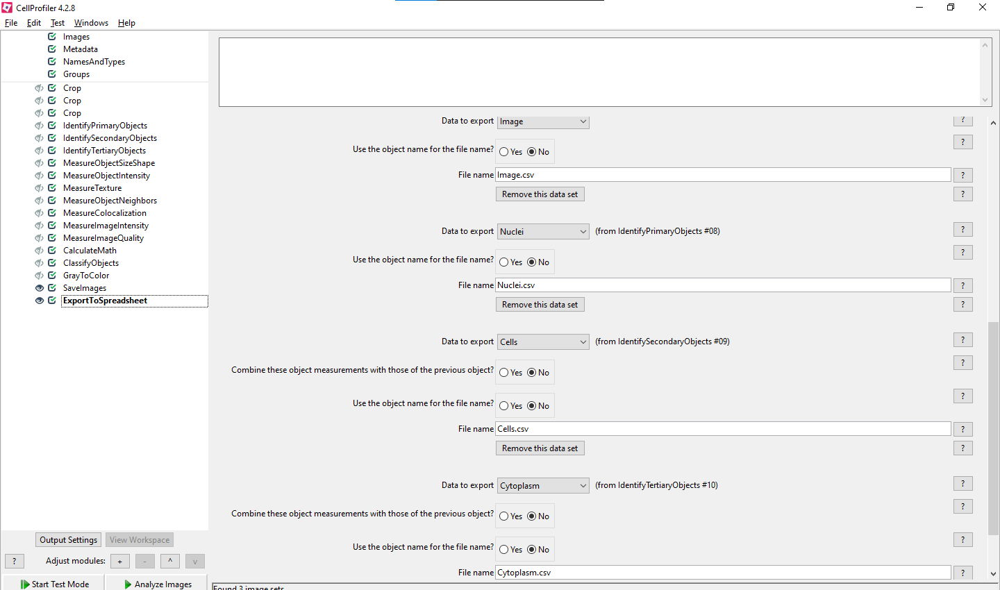 CellProfiler 4.2.8
File Edit Test Windows Help
Images
Metadata
NamesAndTypes
Groups
Crop
Crop
Crop
IdentifyPrimaryObjects
IdentifySecondaryObjects
IdentifyTertiaryObjects
MeasureObjectSizeShape
MeasureObjectIntensity
MeasureTexture
MeasureObjectNeighbors
MeasureColocalization
MeasureImageIntensity
MeasureImageQuality
CalculateMath
ClassifyObjects
GrayToColor
SaveImages
ExportToSpreadsheet
Output Settings View Workspace
? Adjust modules: + - ^ v
Start Test Mode Analyze Images
Data to export Image ?
Use the object name for the file name? Yes No ?
File name Image.csv ?
Remove this data set ?
Data to export Nuclei (from IdentifyPrimaryObjects #08) ?
Use the object name for the file name? Yes No ?
File name Nuclei.csv ?
Remove this data set ?
Data to export Cells (from IdentifySecondaryObjects #09) ?
Combine these object measurements with those of the previous object? Yes No ?
Use the object name for the file name? Yes No ?
File name Cells.csv ?
Remove this data set ?
Data to export Cytoplasm (from IdentifyTertiaryObjects #10) ?
Combine these object measurements with those of the previous object? Yes No ?
Use the object name for the file name? Yes No ?
File name Cytoplasm.csv ?
Found 3 image sets